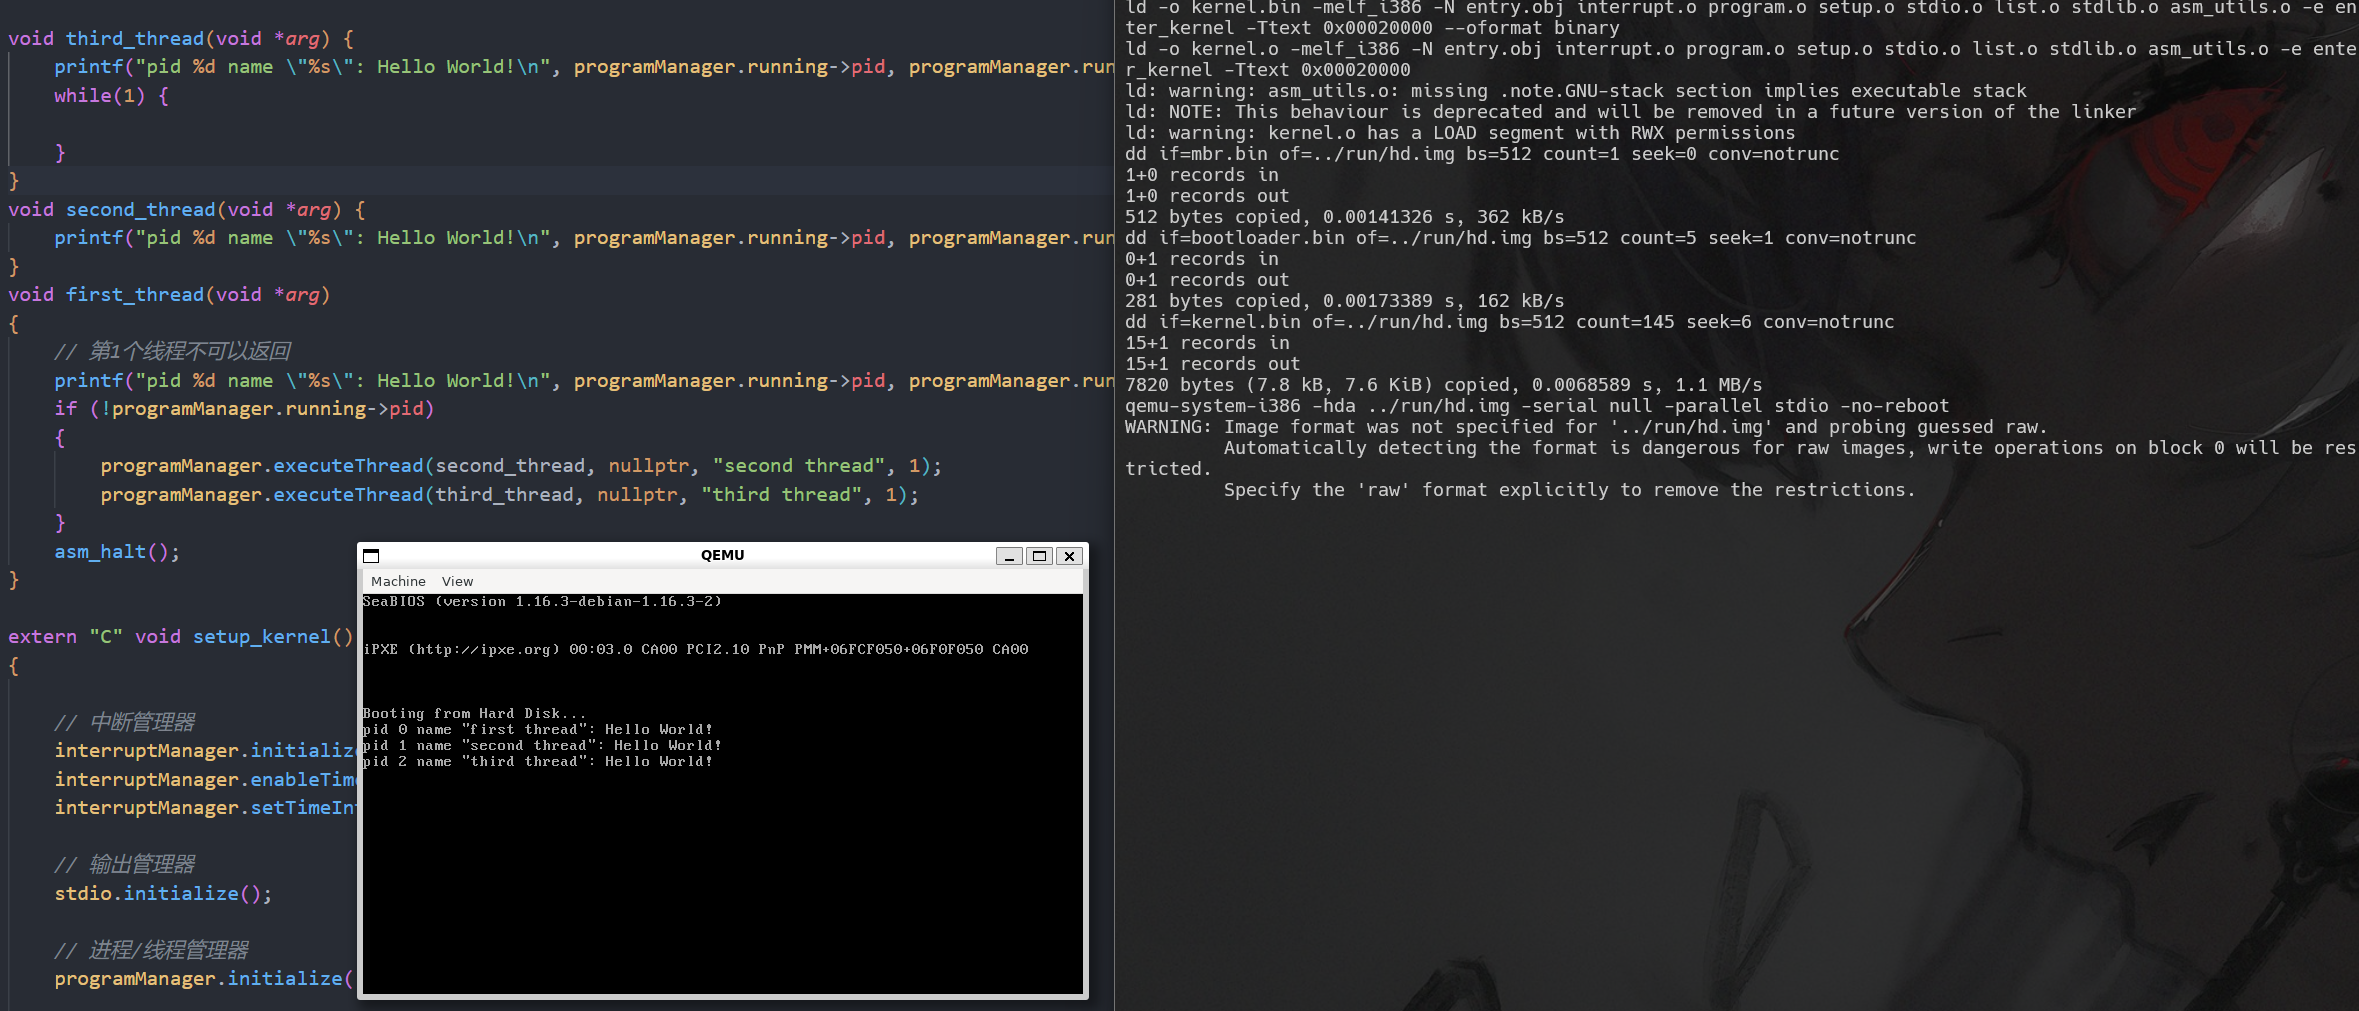 void third_thread(void *arg) {
    printf("pid %d name \"%s\": Hello World!\n", programManager.running->pid, programManager.run
    while(1) {
    }
}
void second_thread(void *arg) {
    printf("pid %d name \"%s\": Hello World!\n", programManager.running->pid, programManager.run
}
void first_thread(void *arg)
{
    // 第1个线程不可以返回
    printf("pid %d name \"%s\": Hello World!\n", programManager.running->pid, programManager.run
    if (!programManager.running->pid)
    {
        programManager.executeThread(second_thread, nullptr, "second thread", 1);
        programManager.executeThread(third_thread, nullptr, "third thread", 1);
    }
    asm_halt();
}
extern "C" void setup_kernel()
{
    // 中断管理器
    interruptManager.initializ
    interruptManager.enableTim
    interruptManager.setTimeIn
    // 输出管理器
    stdio.initialize();
    // 进程/线程管理器
    programManager.initialize(
QEMU
Machine View
SeaBIOS (version 1.16.3-debian-1.16.3-2)
iPXE (http://ipxe.org) 00:03.0 CA00 PCI2.10 PnP PMM+06FCF050+06F0F050 CA00
Booting from Hard Disk...
pid 0 name "first thread": Hello World!
pid 1 name "second thread": Hello World!
pid 2 name "third thread": Hello World!
ld -o kernel.bin -melf_i386 -N entry.obj interrupt.o program.o setup.o stdio.o list.o stdlib.o asm_utils.o -e en
ter_kernel -Ttext 0x00020000 --oformat binary
ld -o kernel.o -melf_i386 -N entry.obj interrupt.o program.o setup.o stdio.o list.o stdlib.o asm_utils.o -e ente
r_kernel -Ttext 0x00020000
ld: warning: asm_utils.o: missing .note.GNU-stack section implies executable stack
ld: NOTE: This behaviour is deprecated and will be removed in a future version of the linker
ld: warning: kernel.o has a LOAD segment with RWX permissions
dd if=mbr.bin of=../run/hd.img bs=512 count=1 seek=0 conv=notrunc
1+0 records in
1+0 records out
512 bytes copied, 0.00141326 s, 362 kB/s
dd if=bootloader.bin of=../run/hd.img bs=512 count=5 seek=1 conv=notrunc
0+1 records in
0+1 records out
281 bytes copied, 0.00173389 s, 162 kB/s
dd if=kernel.bin of=../run/hd.img bs=512 count=145 seek=6 conv=notrunc
15+1 records in
15+1 records out
7820 bytes (7.8 kB, 7.6 KiB) copied, 0.0068589 s, 1.1 MB/s
qemu-system-i386 -hda ../run/hd.img -serial null -parallel stdio -no-reboot
WARNING: Image format was not specified for '../run/hd.img' and probing guessed raw.
         Automatically detecting the format is dangerous for raw images, write operations on block 0 will be res
tricted.
         Specify the 'raw' format explicitly to remove the restrictions.